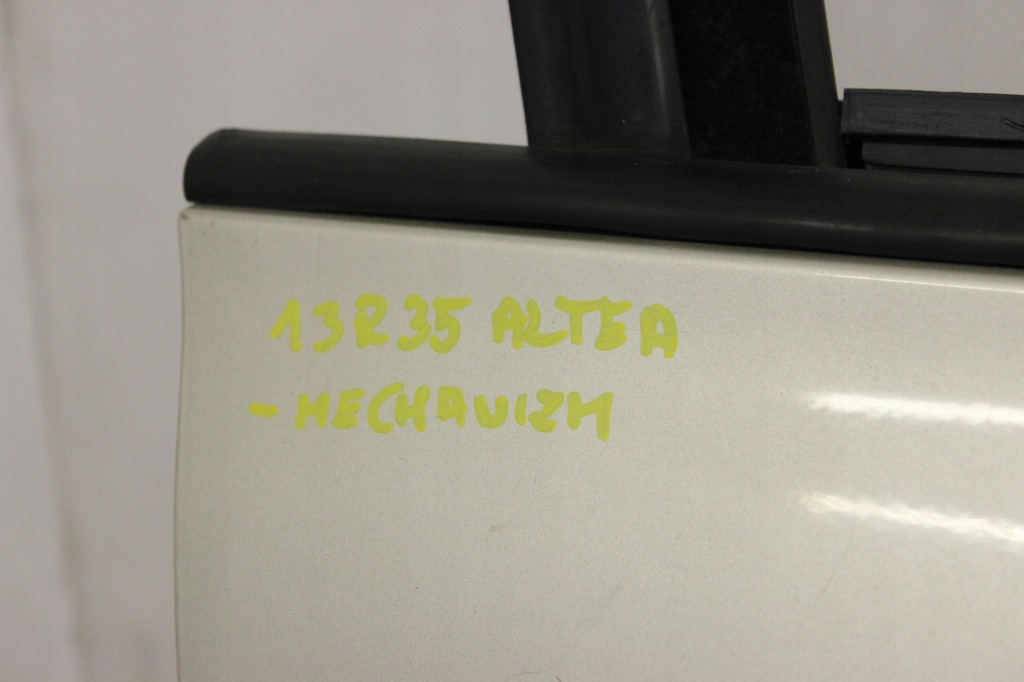 13R35 ALTEA
- MECHANIZM